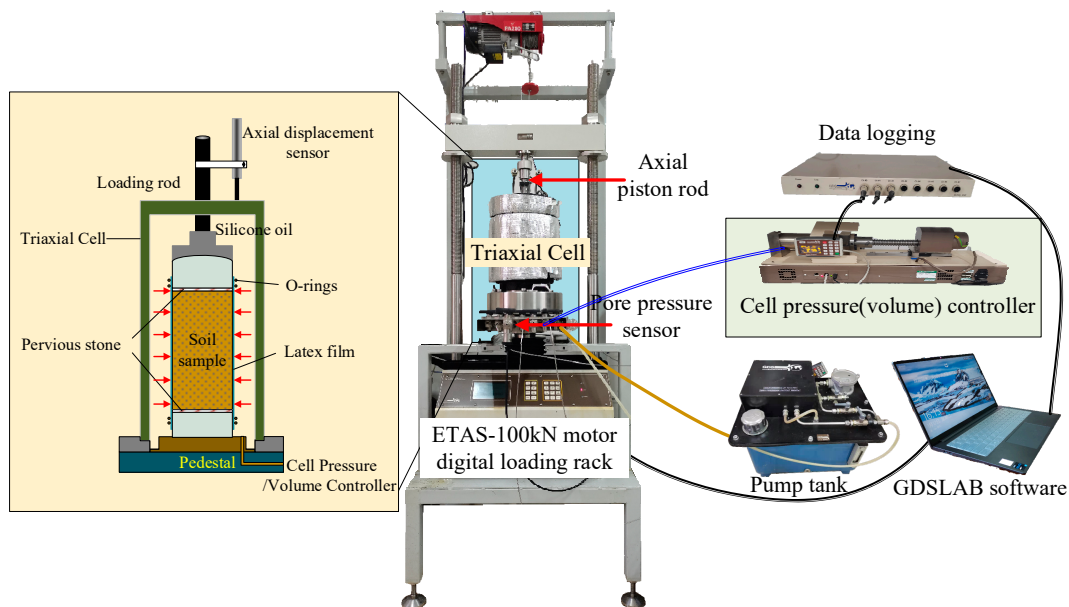 Axial displacement
sensor
Loading rod
Triaxial Cell
Silicone oil
O-rings
Pervious stone
Soil
sample
Latex film
Pedestal
Cell Pressure
/Volume Controller
Axial
piston rod
Triaxial Cell
Pore pressure
sensor
ETAS-100kN motor
digital loading rack
Data logging
Cell pressure(volume) controller
Pump tank
GDSLAB software